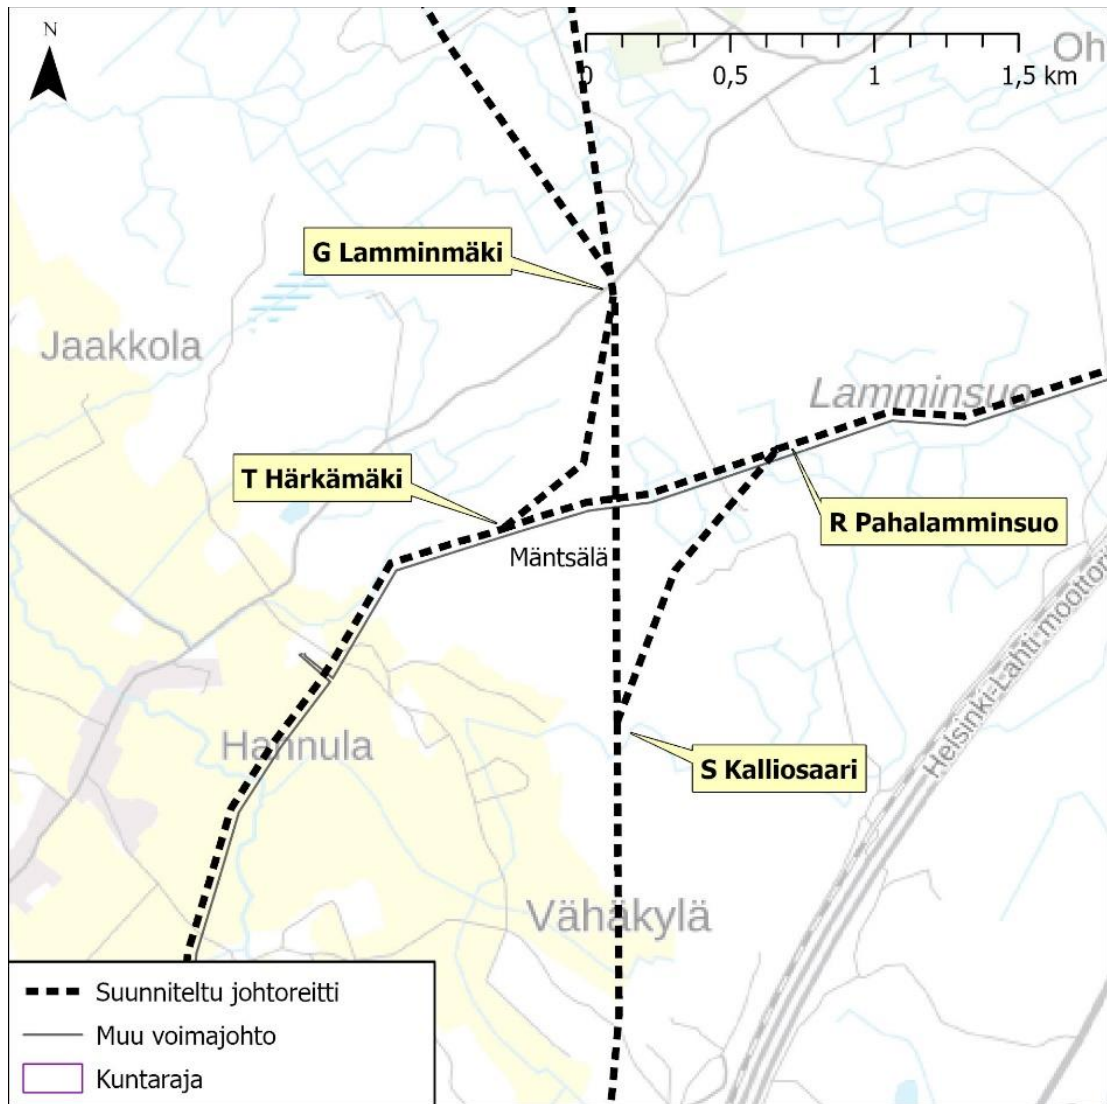 N
0 0,5 1 1,5 km
Oh
G Lamminmäki
Jaakkola
Lamminsuo
T Härkämäki
R Pahalamminsuo
Mäntsälä
Helsinki-Lahti moottori
Hannula
S Kalliosaari
Vähäkylä
Suunniteltu johtoreitti
Muu voimajohto
Kuntaraja